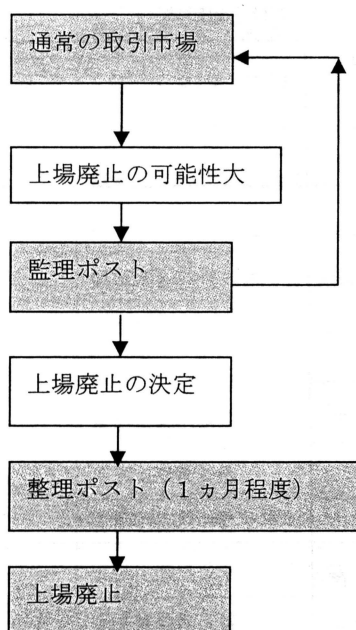 通常の取引市場
上場廃止の可能性大
監理ポスト
上場廃止の決定
整理ポスト（１ヵ月程度）
上場廃止